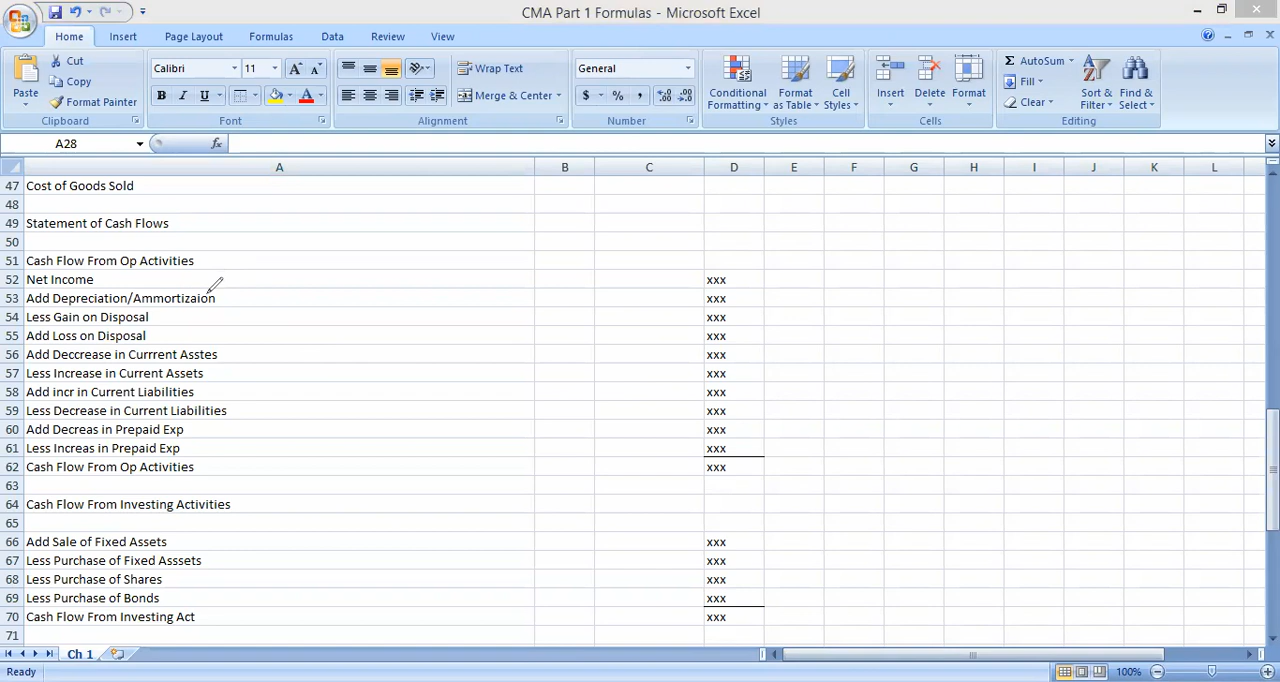 CMA Part 1 Formulas - Microsoft Excel
Home Insert Page Layout Formulas Data Review View
Paste
Cut
Copy
Format Painter
Clipboard
Calibri 11
B I U
Font
Wrap Text
Merge & Center
Alignment
General
$ % ,
Number
Conditional Formatting
Format as Table
Cell Styles
Styles
Insert Delete Format
Cells
Σ AutoSum
Fill
Clear
Sort & Filter
Find & Select
Editing
A28 fx
A B C D E F G H I J K L
47 Cost of Goods Sold
48
49 Statement of Cash Flows
50
51 Cash Flow From Op Activities
52 Net Income xxx
53 Add Depreciation/Ammortizaion xxx
54 Less Gain on Disposal xxx
55 Add Loss on Disposal xxx
56 Add Deccrease in Currrent Asstes xxx
57 Less Increase in Current Assets xxx
58 Add incr in Current Liabilities xxx
59 Less Decrease in Current Liabilities xxx
60 Add Decreas in Prepaid Exp xxx
61 Less Increas in Prepaid Exp xxx
62 Cash Flow From Op Activities xxx
63
64 Cash Flow From Investing Activities
65
66 Add Sale of Fixed Assets xxx
67 Less Purchase of Fixed Asssets xxx
68 Less Purchase of Shares xxx
69 Less Purchase of Bonds xxx
70 Cash Flow From Investing Act xxx
71
Ch 1
Ready 100%